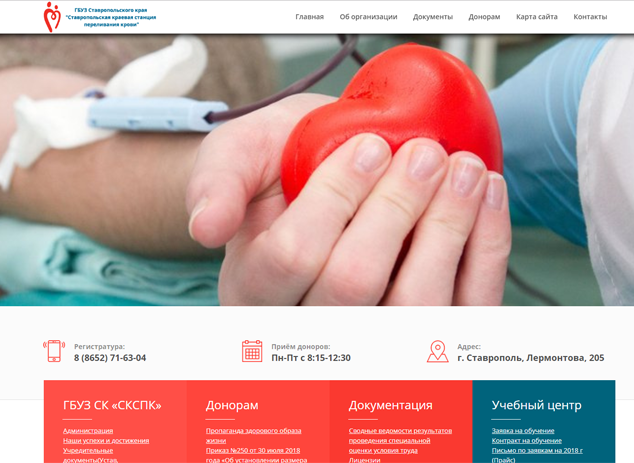 ГБУЗ Ставропольского края
"Ставропольская краевая станция
переливания крови"
Главная Об организации Документы Донорам Карта сайта Контакты
Регистратура:
8 (8652) 71-63-04
Приём доноров:
Пн-Пт с 8:15-12:30
Адрес:
г. Ставрополь, Лермонтова, 205
ГБУЗ СК «СКСПК»
Администрация
Наши успехи и достижения
Учредительные
документы(Устав,
Донорам
Пропаганда здорового образа
жизни
Приказ №250 от 30 июля 2018
года «Об установлении размера
Документация
Сводные ведомости результатов
проведения специальной
оценки условия труда
Лицензии
Учебный центр
Заявка на обучение
Контракт на обучение
Письмо по заявкам на 2018 г
(Прайс)